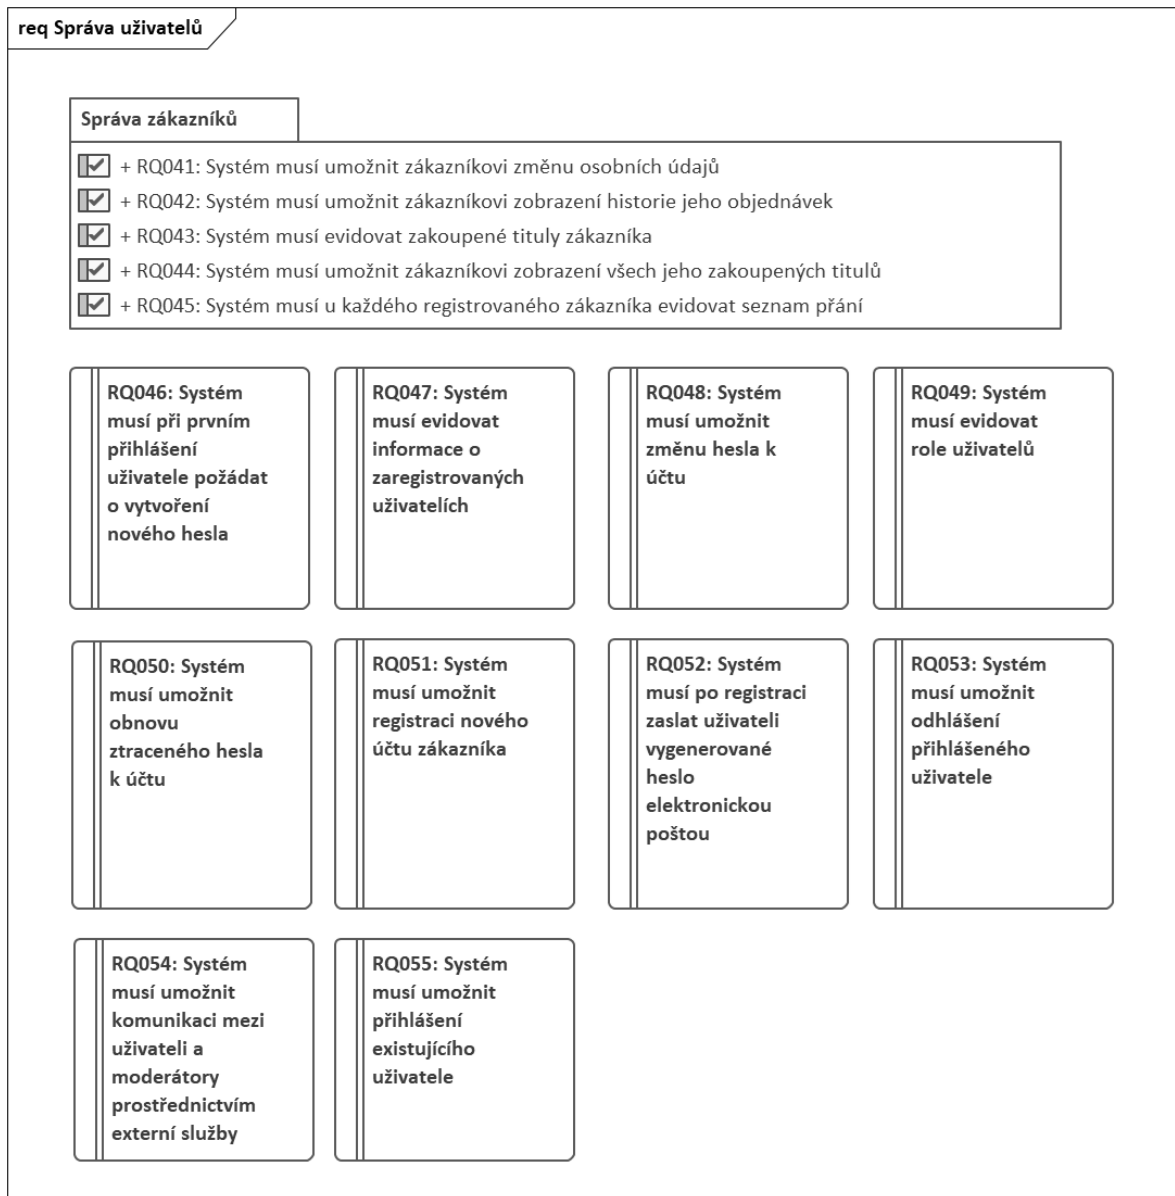 req Správa uživatelů
Správa zákazníků
+ RQ041: Systém musí umožnit zákazníkovi změnu osobních údajů
+ RQ042: Systém musí umožnit zákazníkovi zobrazení historie jeho objednávek
+ RQ043: Systém musí evidovat zakoupené tituly zákazníka
+ RQ044: Systém musí umožnit zákazníkovi zobrazení všech jeho zakoupených titulů
+ RQ045: Systém musí u každého registrovaného zákazníka evidovat seznam přání
RQ046: Systém
musí při prvním
přihlášení
uživatele požádat
o vytvoření
nového hesla
RQ047: Systém
musí evidovat
informace o
zaregistrovaných
uživatelích
RQ048: Systém
musí umožnit
změnu hesla k
účtu
RQ049: Systém
musí evidovat
role uživatelů
RQ050: Systém
musí umožnit
obnovu
ztraceného hesla
k účtu
RQ051: Systém
musí umožnit
registraci nového
účtu zákazníka
RQ052: Systém
musí po registraci
zaslat uživateli
vygenerované
heslo
elektronickou
poštou
RQ053: Systém
musí umožnit
odhlášení
přihlášeného
uživatele
RQ054: Systém
musí umožnit
komunikaci mezi
uživateli a
moderátory
prostřednictvím
externí služby
RQ055: Systém
musí umožnit
přihlášení
existujícího
uživatele